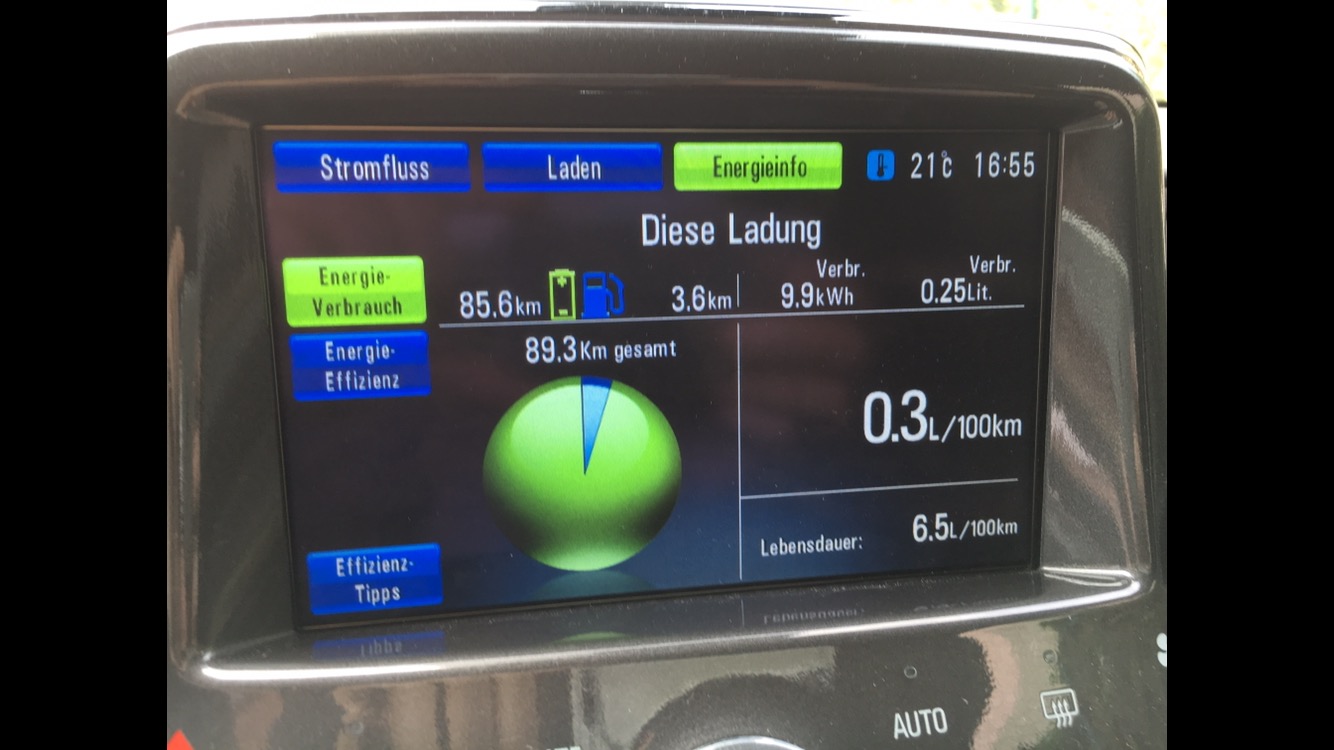 Stromfluss
Laden
Energieinfo
21°c 16:55
Diese Ladung
Energie-
Verbrauch
85.6km
3.6km
Verbr.
9.9kWh
Verbr.
0.25Lit.
Energie-
Effizienz
89.3Km gesamt
0.3L/100km
Lebensdauer: 6.5L/100km
Effizienz-
Tipps
AUTO